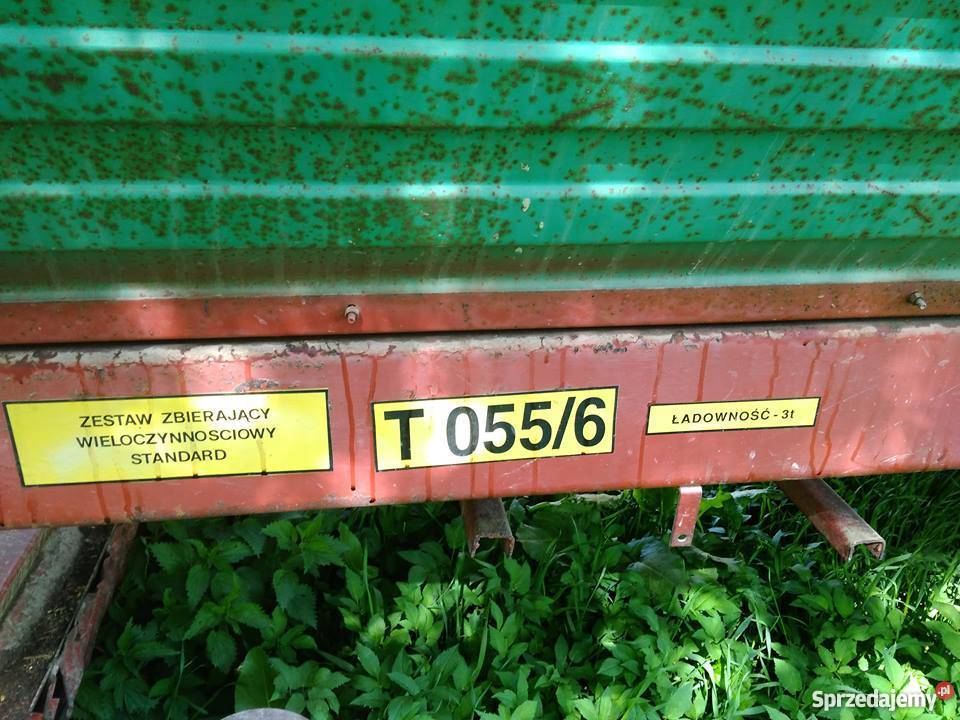 ZESTAW ZBIERAJĄCY
WIELOCZYNNOSCIOWY
STANDARD
T 055/6
ŁADOWNOŚĆ - 3t
Sprzedajemy.pl